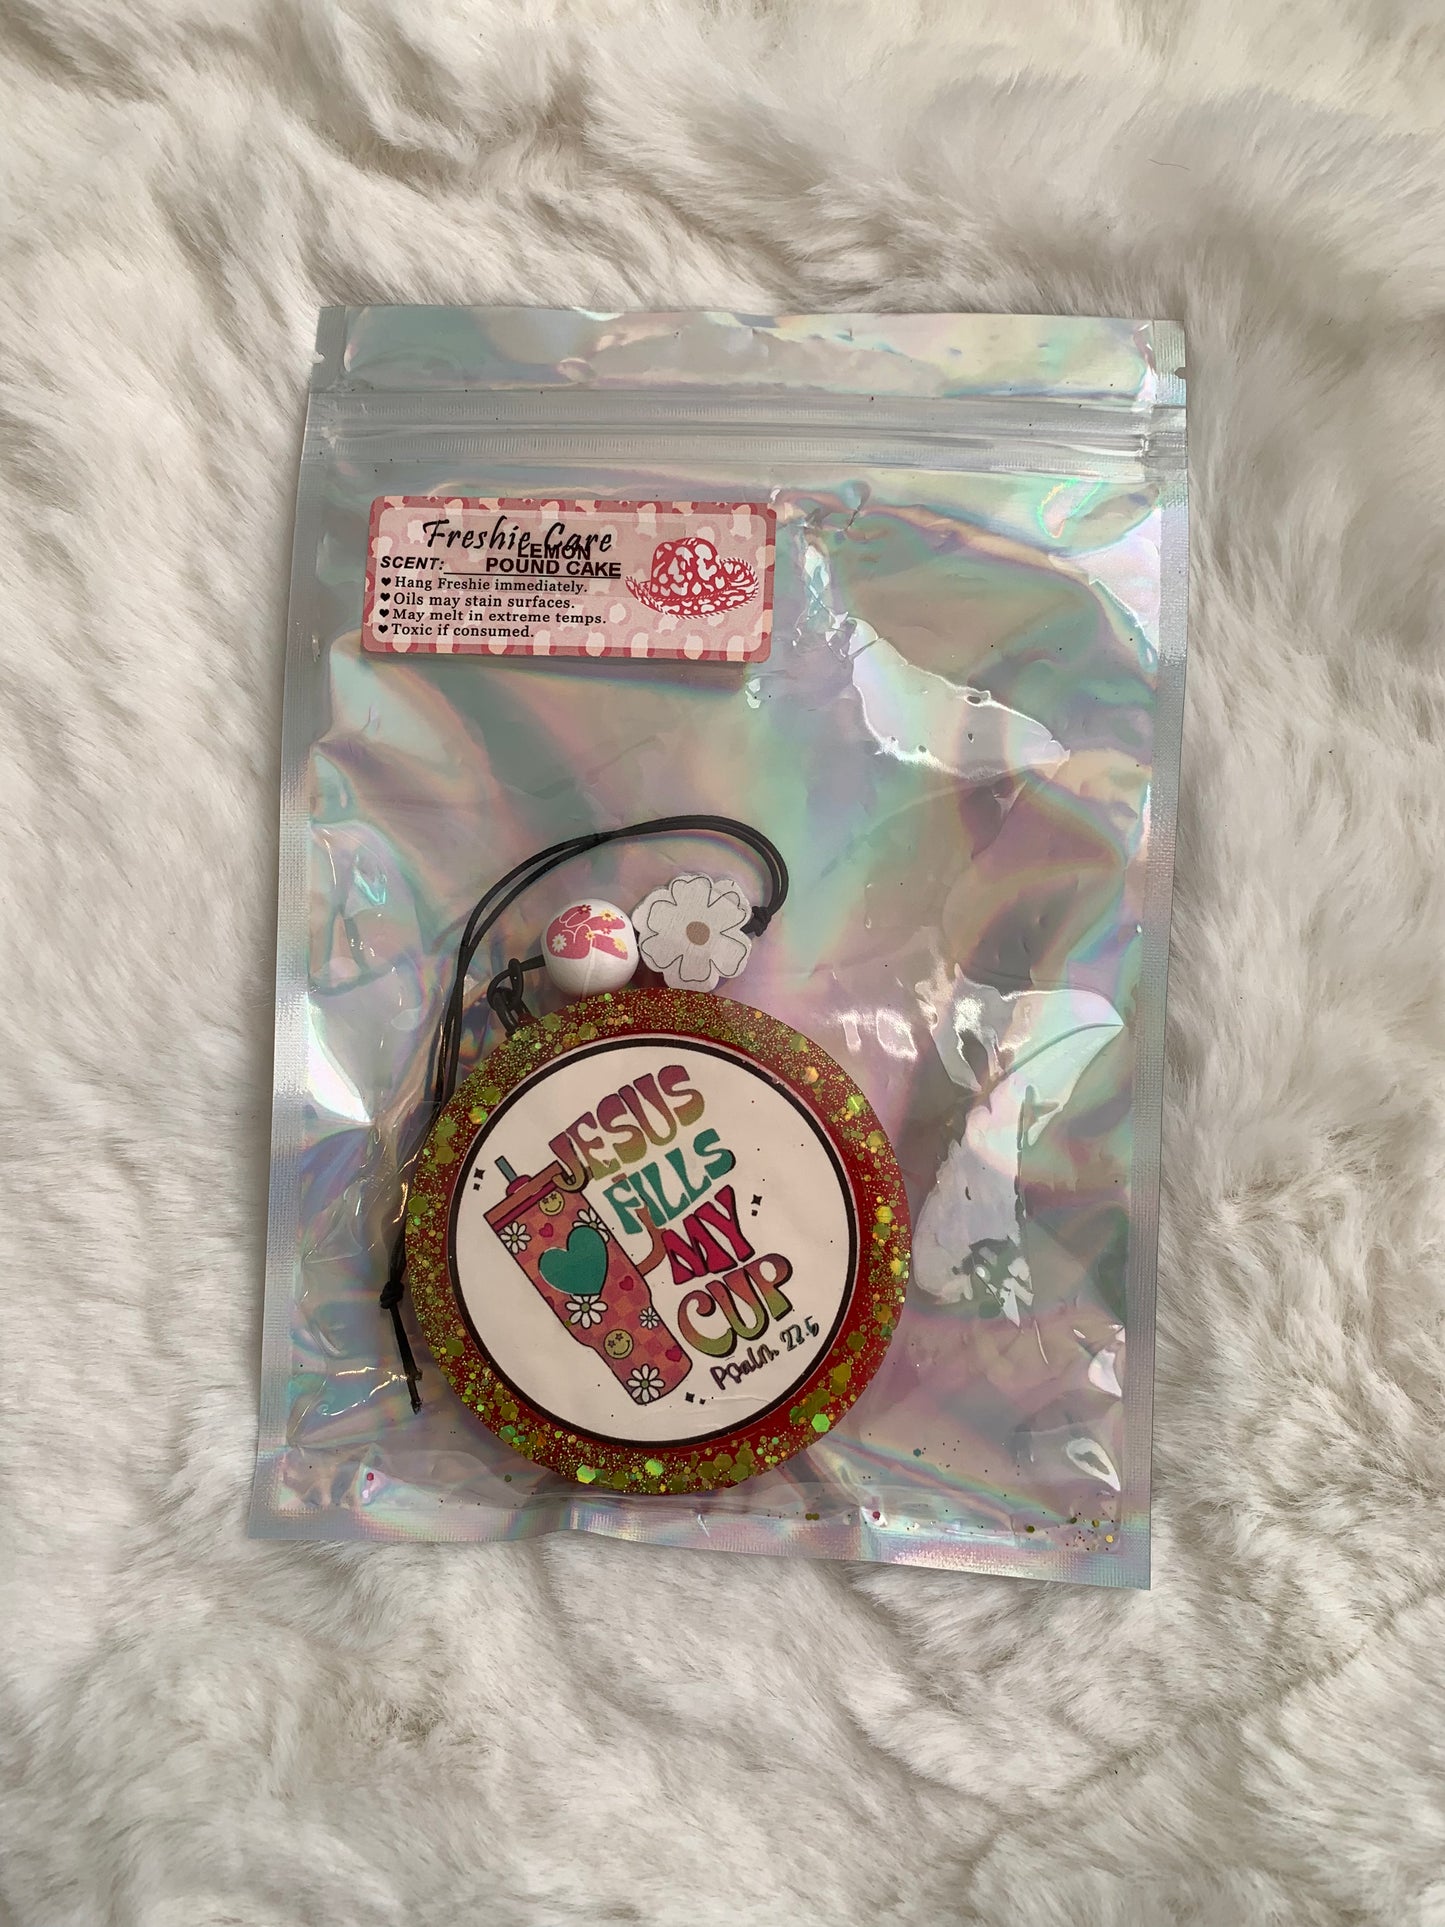 Freshie Care
LEMON
SCENT: POUND CAKE
Hang Freshie immediately.
Oils may stain surfaces.
May melt in extreme temps.
Toxic if consumed.
JESUS
FILLS
MY
CUP
Psalm. 23:5